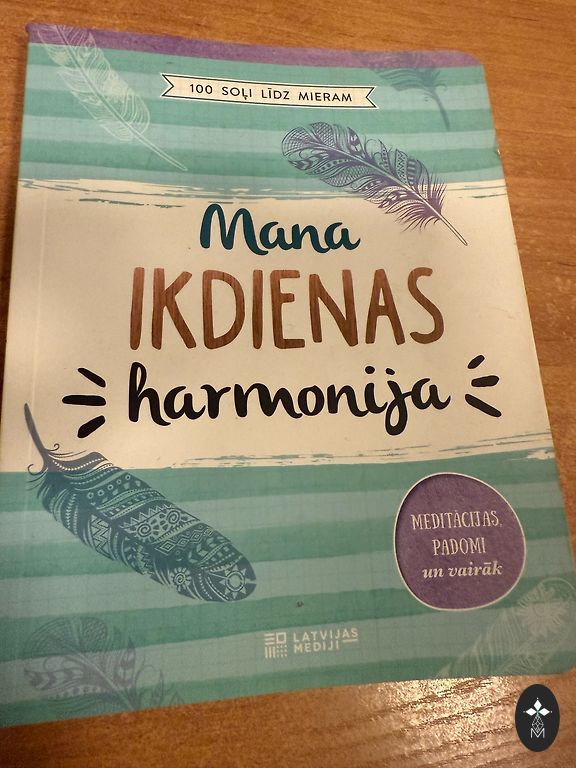 100 SOĻI LĪDZ MIERAM
Mana
IKDIENAS
harmonija
MEDITĀCIJAS,
PADOMI
un vairāk
LATVIJAS
MEDIJI
M